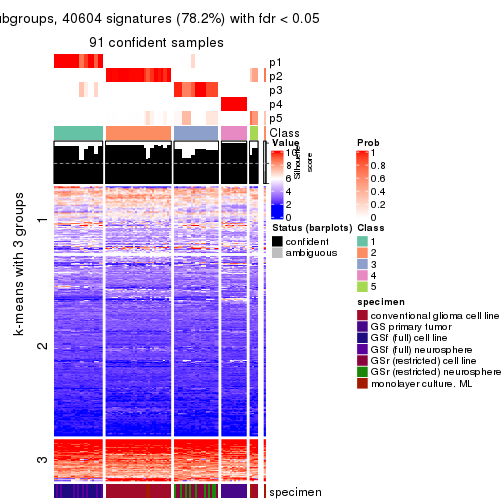 ubgroups, 40604 signatures (78.2%) with fdr < 0.05
91 confident samples
p1
p2
p3
p4
p5
Class
Silhouette
score
k-means with 3 groups
1
2
3
specimen
Value
10
8
6
4
2
0
Prob
1
0.8
0.6
0.4
0.2
0
Status (barplots)
confident
ambiguous
Class
1
2
3
4
5
specimen
conventional glioma cell line
GS primary tumor
GSf (full) cell line
GSf (full) neurosphere
GSr (restricted) cell line
GSr (restricted) neurosphere
monolayer culture. ML